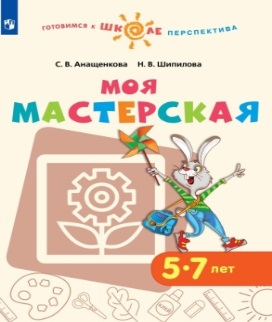 ГОТОВИМСЯ К ШКОЛЕ ПЕРСПЕКТИВА
С. В. Анащенкова Н. В. Шипилова
МОЯ
МАСТЕРСКАЯ
5·7 лет